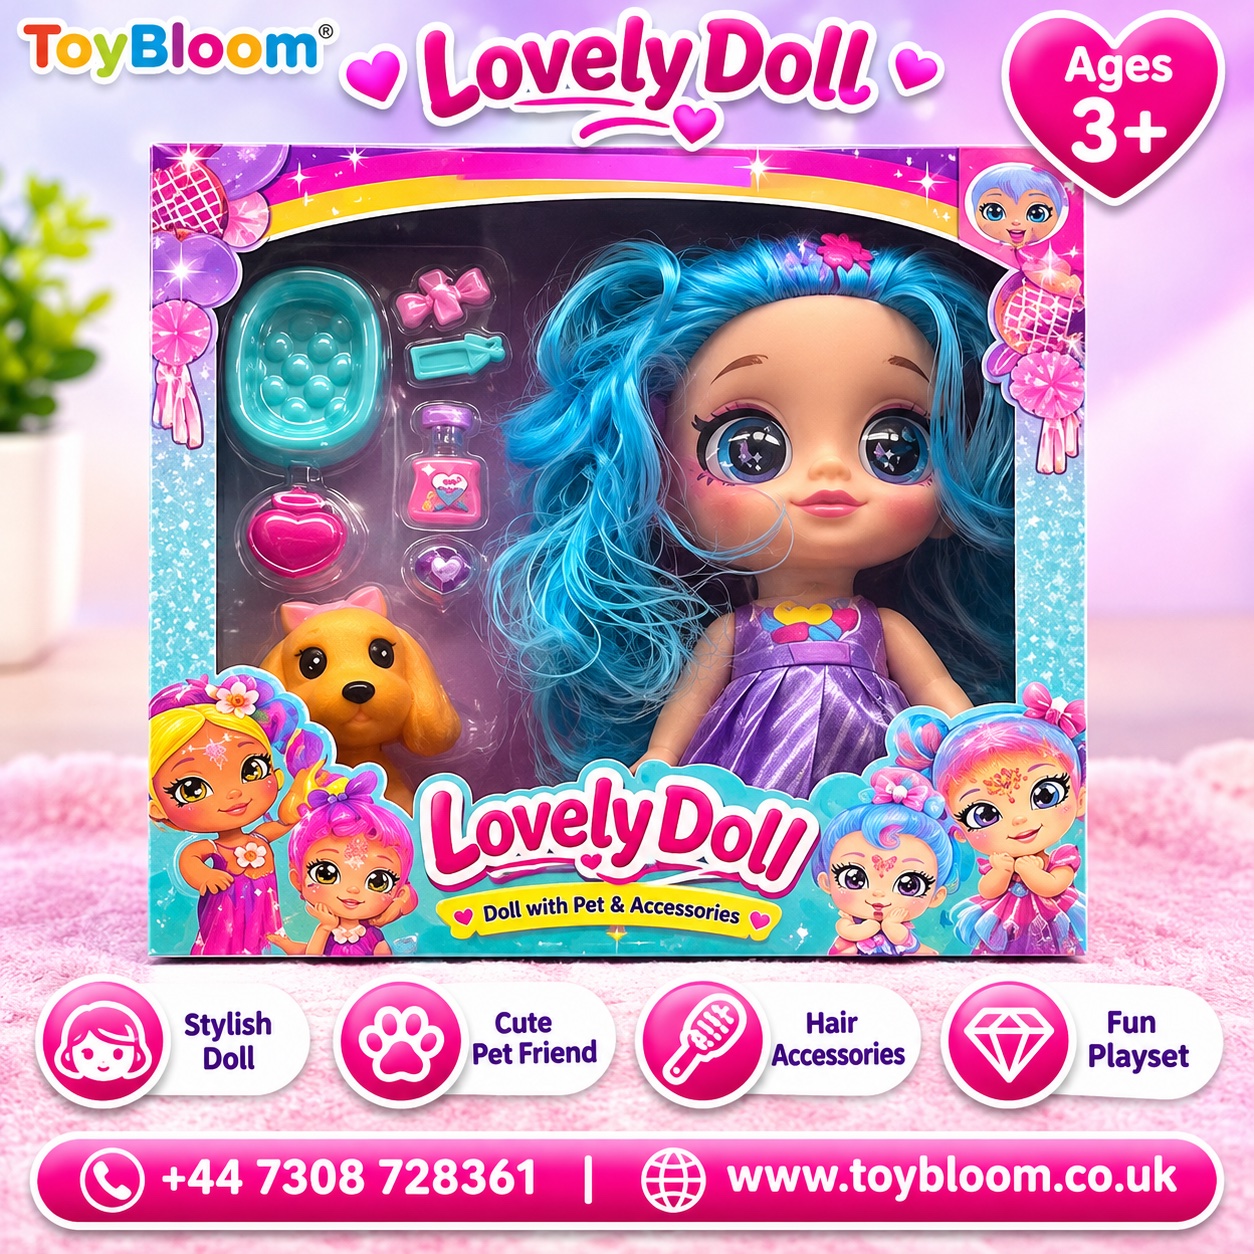 ToyBloom®
Lovely Doll
Ages
3+
Lovely Doll
Doll with Pet & Accessories
Stylish
Doll
Cute
Pet Friend
Hair
Accessories
Fun
Playset
+44 7308 728361 | www.toybloom.co.uk